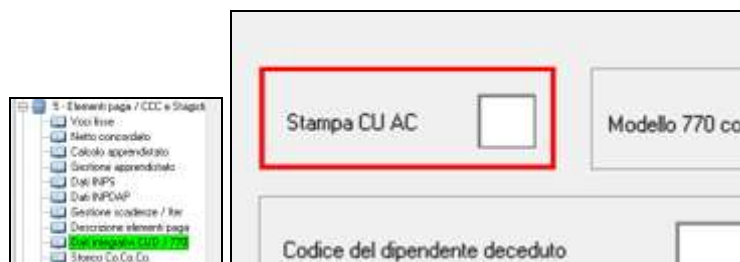 5 - Elementi paga / CCC e Stagisti
Voci fisse
Netto concordato
Calcolo apprendistato
Gestione apprendistato
Dati INPS
Dati INPDAP
Gestione scadenze / Iter
Descrizione elementi paga
Dati integrativi CUD / 770
Storico Co.Co.Co.
Stampa CU AC
Modello 770 co
Codice del dipendente deceduto